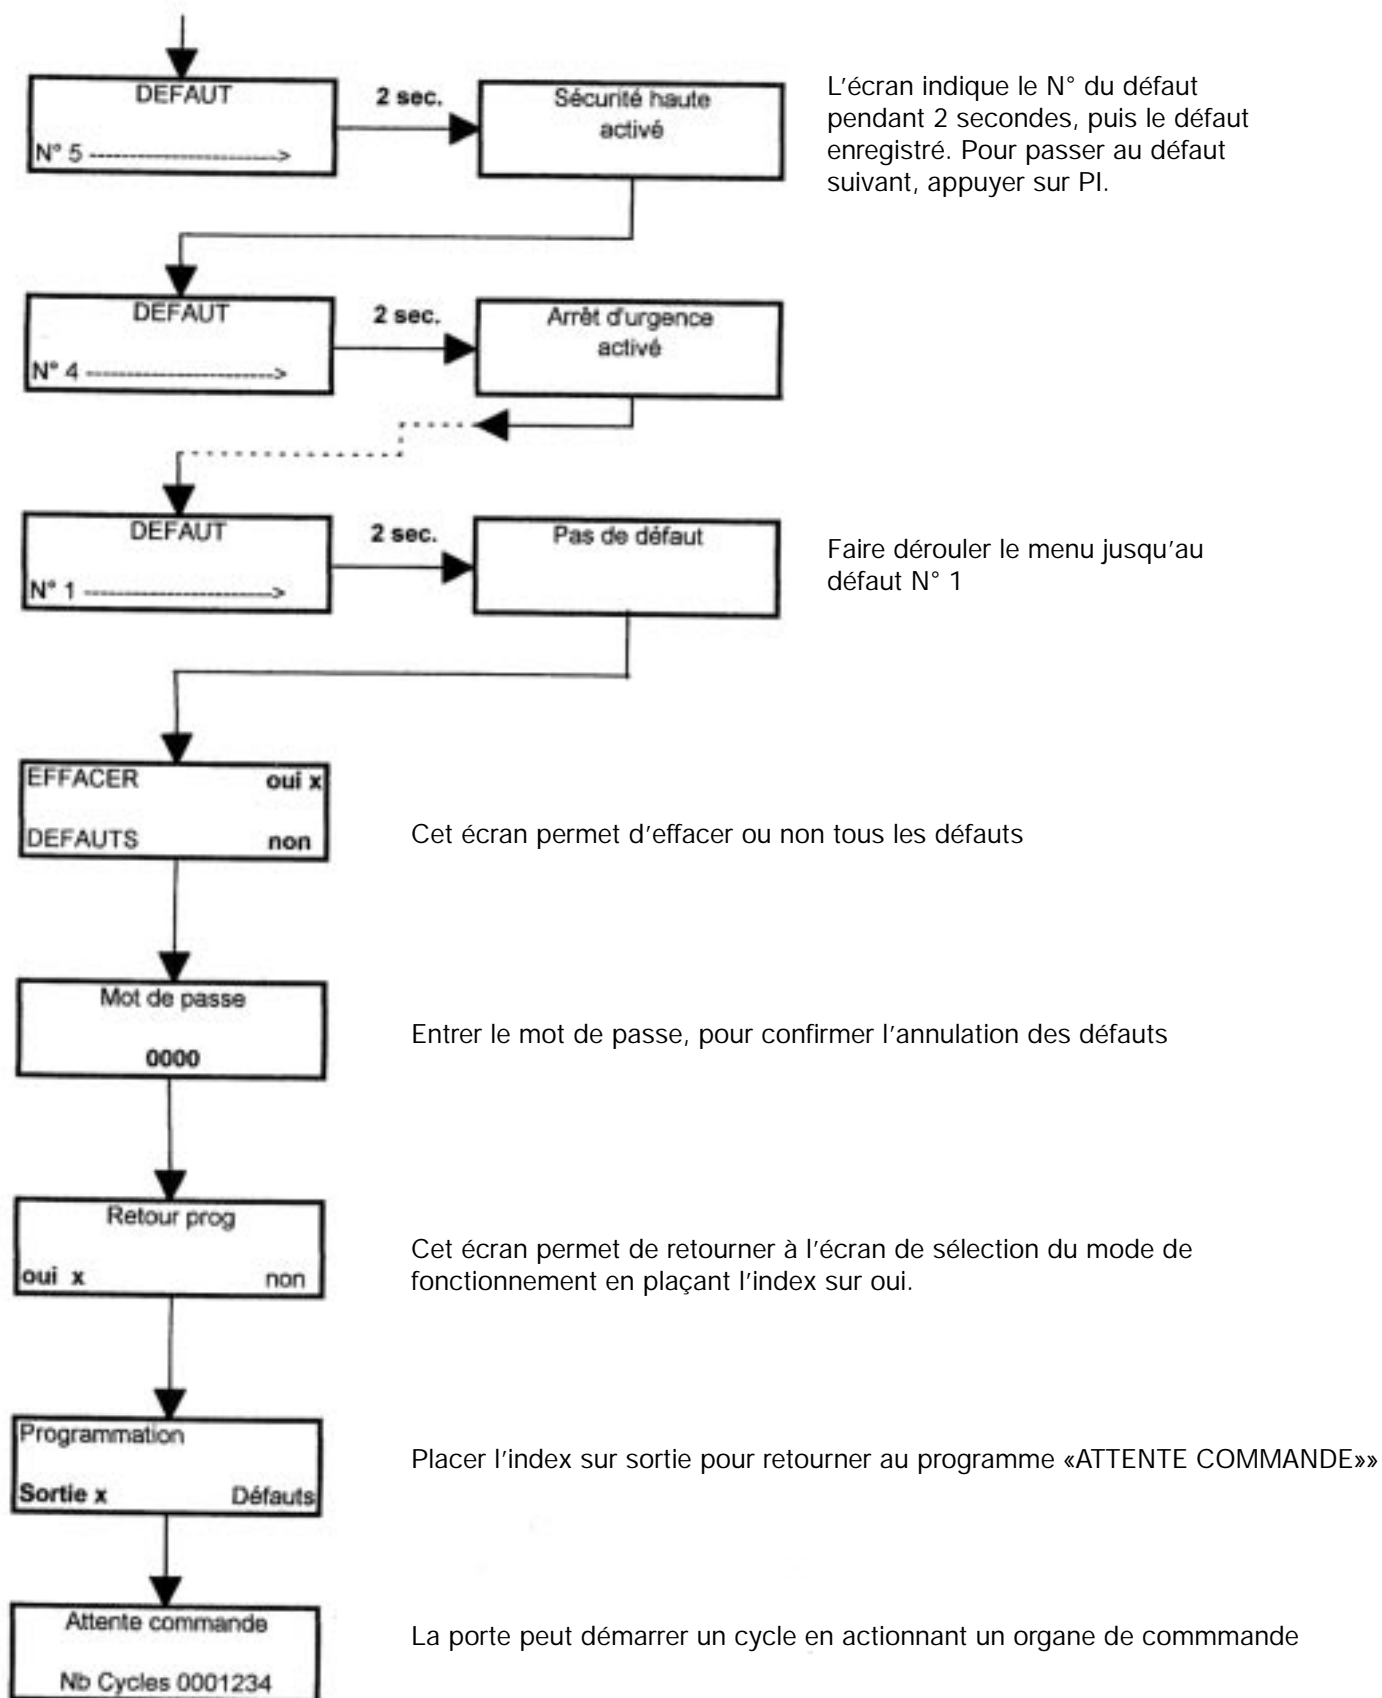 DEFAUT
N° 5 ----------------------->
2 sec.
Sécurité haute
activé
L'écran indique le N° du défaut
pendant 2 secondes, puis le défaut
enregistré. Pour passer au défaut
suivant, appuyer sur PI.
DEFAUT
N° 4 ----------------------->
2 sec.
Arrêt d'urgence
activé
DEFAUT
N° 1 ----------------------->
2 sec.
Pas de défaut
Faire dérouler le menu jusqu'au
défaut N° 1
EFFACER oui x
DEFAUTS non
Cet écran permet d'effacer ou non tous les défauts
Mot de passe
0000
Entrer le mot de passe, pour confirmer l'annulation des défauts
Retour prog
oui x non
Cet écran permet de retourner à l'écran de sélection du mode de
fonctionnement en plaçant l'index sur oui.
Programmation
Sortie x Défauts
Placer l'index sur sortie pour retourner au programme «ATTENTE COMMANDE»»
Attente commande
Nb Cycles 0001234
La porte peut démarrer un cycle en actionnant un organe de commmande